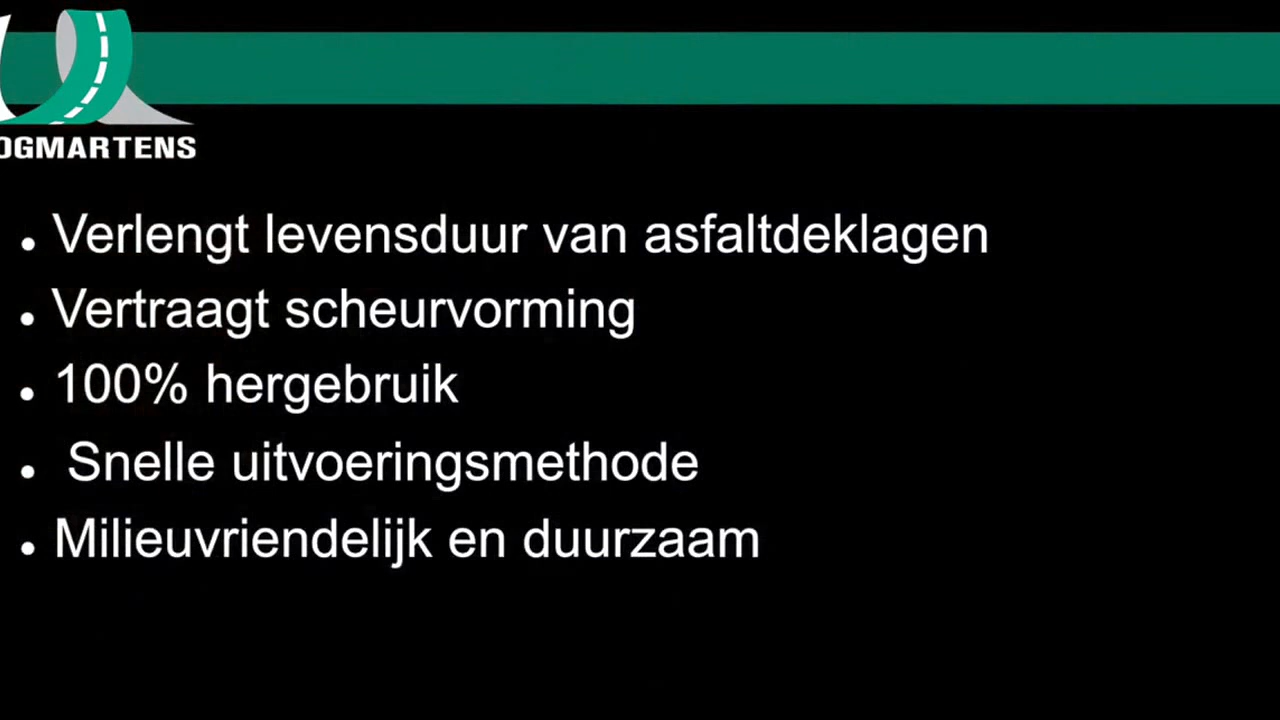 OGMARTENS
• Verlengt levensduur van asfaltdeklagen
• Vertraagt scheurvorming
• 100% hergebruik
• Snelle uitvoeringsmethode
• Milieuvriendelijk en duurzaam